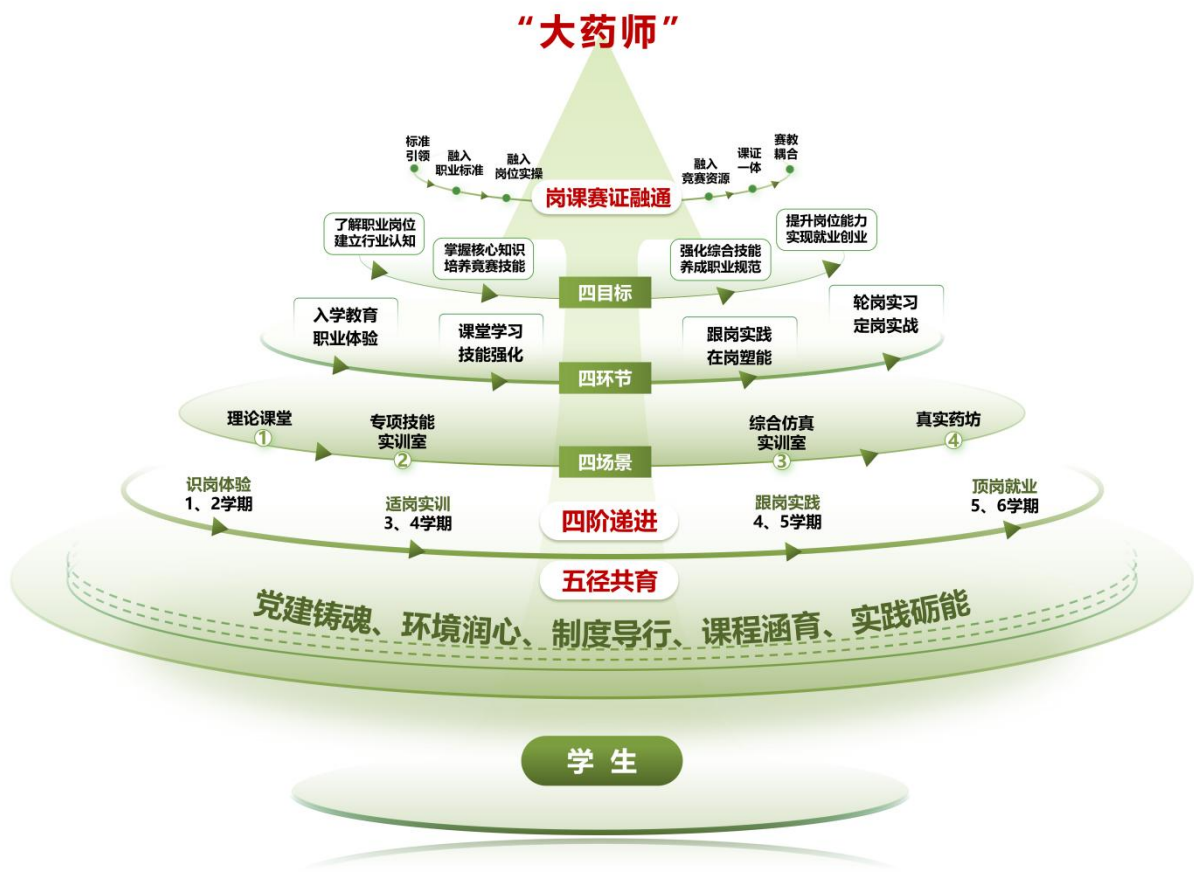 “大药师”
标准
引领
融入
职业标准
融入
岗位实操
岗课赛证融通
融入
竞赛资源
课证
一体
赛教
耦合
了解职业岗位
建立行业认知
掌握核心知识
培养竞赛技能
四目标
强化综合技能
养成职业规范
提升岗位能力
实现就业创业
入学教育
职业体验
课堂学习
技能强化
四环节
跟岗实践
在岗塑能
轮岗实习
定岗实战
理论课堂
1
专项技能
实训室
2
四场景
综合仿真
实训室
3
真实药坊
4
识岗体验
1、2学期
适岗实训
3、4学期
四阶递进
跟岗实践
4、5学期
顶岗就业
5、6学期
五径共育
党建铸魂、环境润心、制度导行、课程涵育、实践砺能
学生